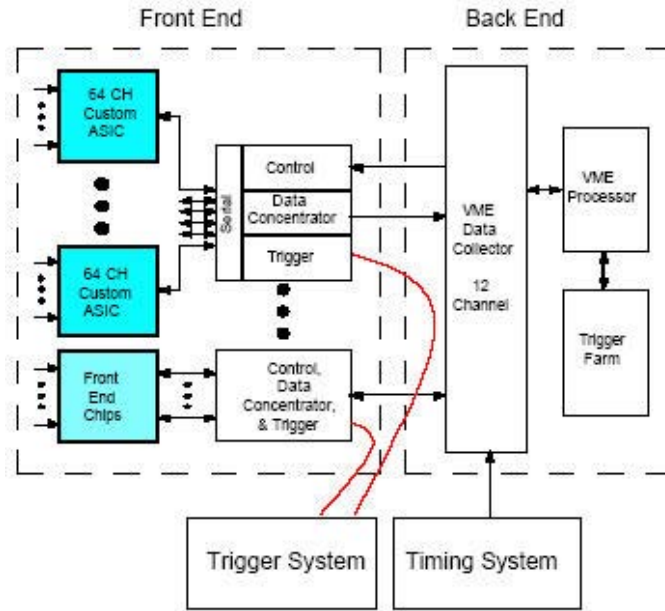 Front End
Back End
64 CH
Custom
ASIC
64 CH
Custom
ASIC
Front
End
Chips
Serial
Control
Data
Concentrator
Trigger
Control,
Data
Concentrator,
& Trigger
VME
Data
Collector
12
Channel
VME
Processor
Trigger
Farm
Trigger System
Timing System